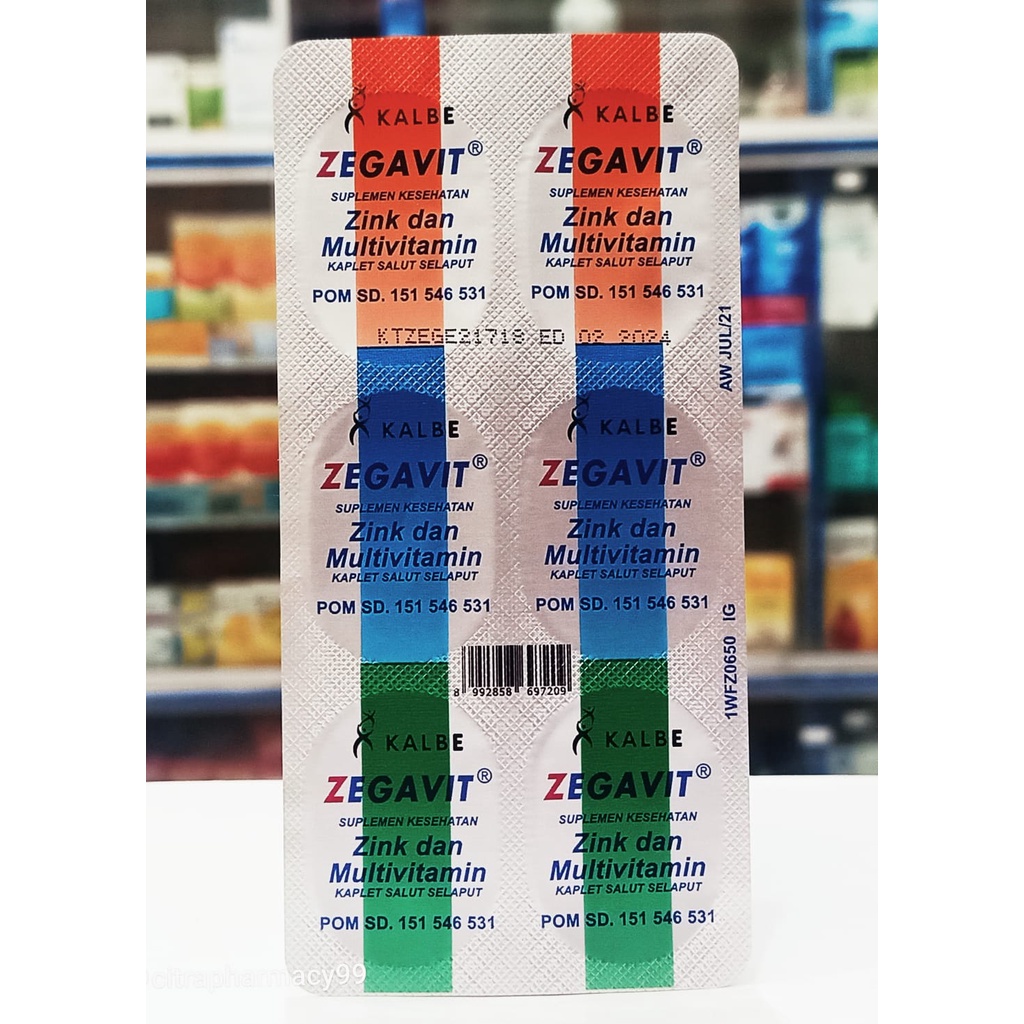 KALBE
ZEGAVIT®
SUPLEMEN KESEHATAN
Zink dan
Multivitamin
KAPLET SALUT SELAPUT
POM SD. 151 546 531
KALBE
ZEGAVIT®
SUPLEMEN KESEHATAN
Zink dan
Multivitamin
KAPLET SALUT SELAPUT
POM SD. 151 546 531
KTZEGE21718 ED 02 2024
AW JUL/21
KALBE
ZEGAVIT®
SUPLEMEN KESEHATAN
Zink dan
Multivitamin
KAPLET SALUT SELAPUT
POM SD. 151 546 531
KALBE
ZEGAVIT®
SUPLEMEN KESEHATAN
Zink dan
Multivitamin
KAPLET SALUT SELAPUT
POM SD. 151 546 531
1WFZ0650 IG
8 992858 697209
KALBE
ZEGAVIT®
SUPLEMEN KESEHATAN
Zink dan
Multivitamin
KAPLET SALUT SELAPUT
POM SD. 151 546 531
KALBE
ZEGAVIT®
SUPLEMEN KESEHATAN
Zink dan
Multivitamin
KAPLET SALUT SELAPUT
POM SD. 151 546 531
citrapharmacy99